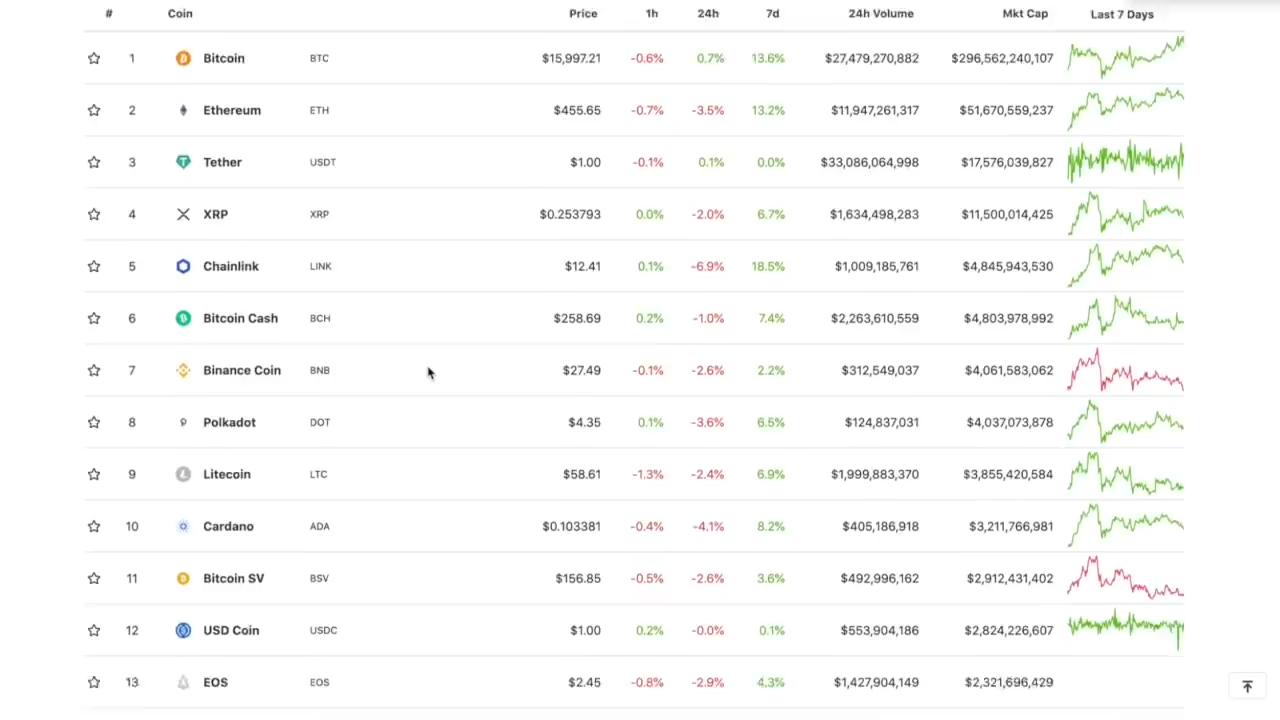 # Coin Price 1h 24h 7d 24h Volume Mkt Cap Last 7 Days
1 Bitcoin BTC $15,997.21 -0.6% 0.7% 13.6% $27,479,270,882 $296,562,240,107
2 Ethereum ETH $455.65 -0.7% -3.5% 13.2% $11,947,261,317 $51,670,559,237
3 Tether USDT $1.00 -0.1% 0.1% 0.0% $33,086,064,998 $17,576,039,827
4 XRP XRP $0.253793 0.0% -2.0% 6.7% $1,634,498,283 $11,500,014,425
5 Chainlink LINK $12.41 0.1% -6.9% 18.5% $1,009,185,761 $4,845,943,530
6 Bitcoin Cash BCH $258.69 0.2% -1.0% 7.4% $2,263,610,559 $4,803,978,992
7 Binance Coin BNB $27.49 -0.1% -2.6% 2.2% $312,549,037 $4,061,583,062
8 Polkadot DOT $4.35 0.1% -3.6% 6.5% $124,837,031 $4,037,073,878
9 Litecoin LTC $58.61 -1.3% -2.4% 6.9% $1,999,883,370 $3,855,420,584
10 Cardano ADA $0.103381 -0.4% -4.1% 8.2% $405,186,918 $3,211,766,981
11 Bitcoin SV BSV $156.85 -0.5% -2.6% 3.6% $492,996,162 $2,912,431,402
12 USD Coin USDC $1.00 0.2% -0.0% 0.1% $553,904,186 $2,824,226,607
13 EOS EOS $2.45 -0.8% -2.9% 4.3% $1,427,904,149 $2,321,696,429